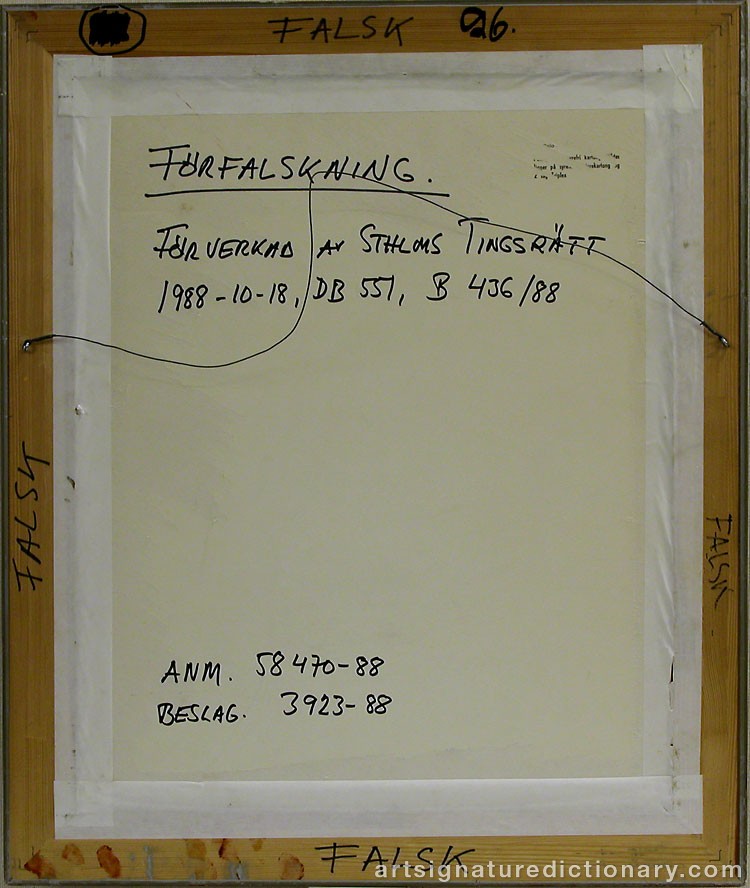 FALSK 26.
FÖRFALSKNING.
FÖRVERKAD AV STHLMS TINGSRÄTT
1988-10-18, DB 551, B 436/88
FALSK
FALSK
ANM. 58470-88
BESLAG. 3923-88
FALSK
artsignaturedictionary.com